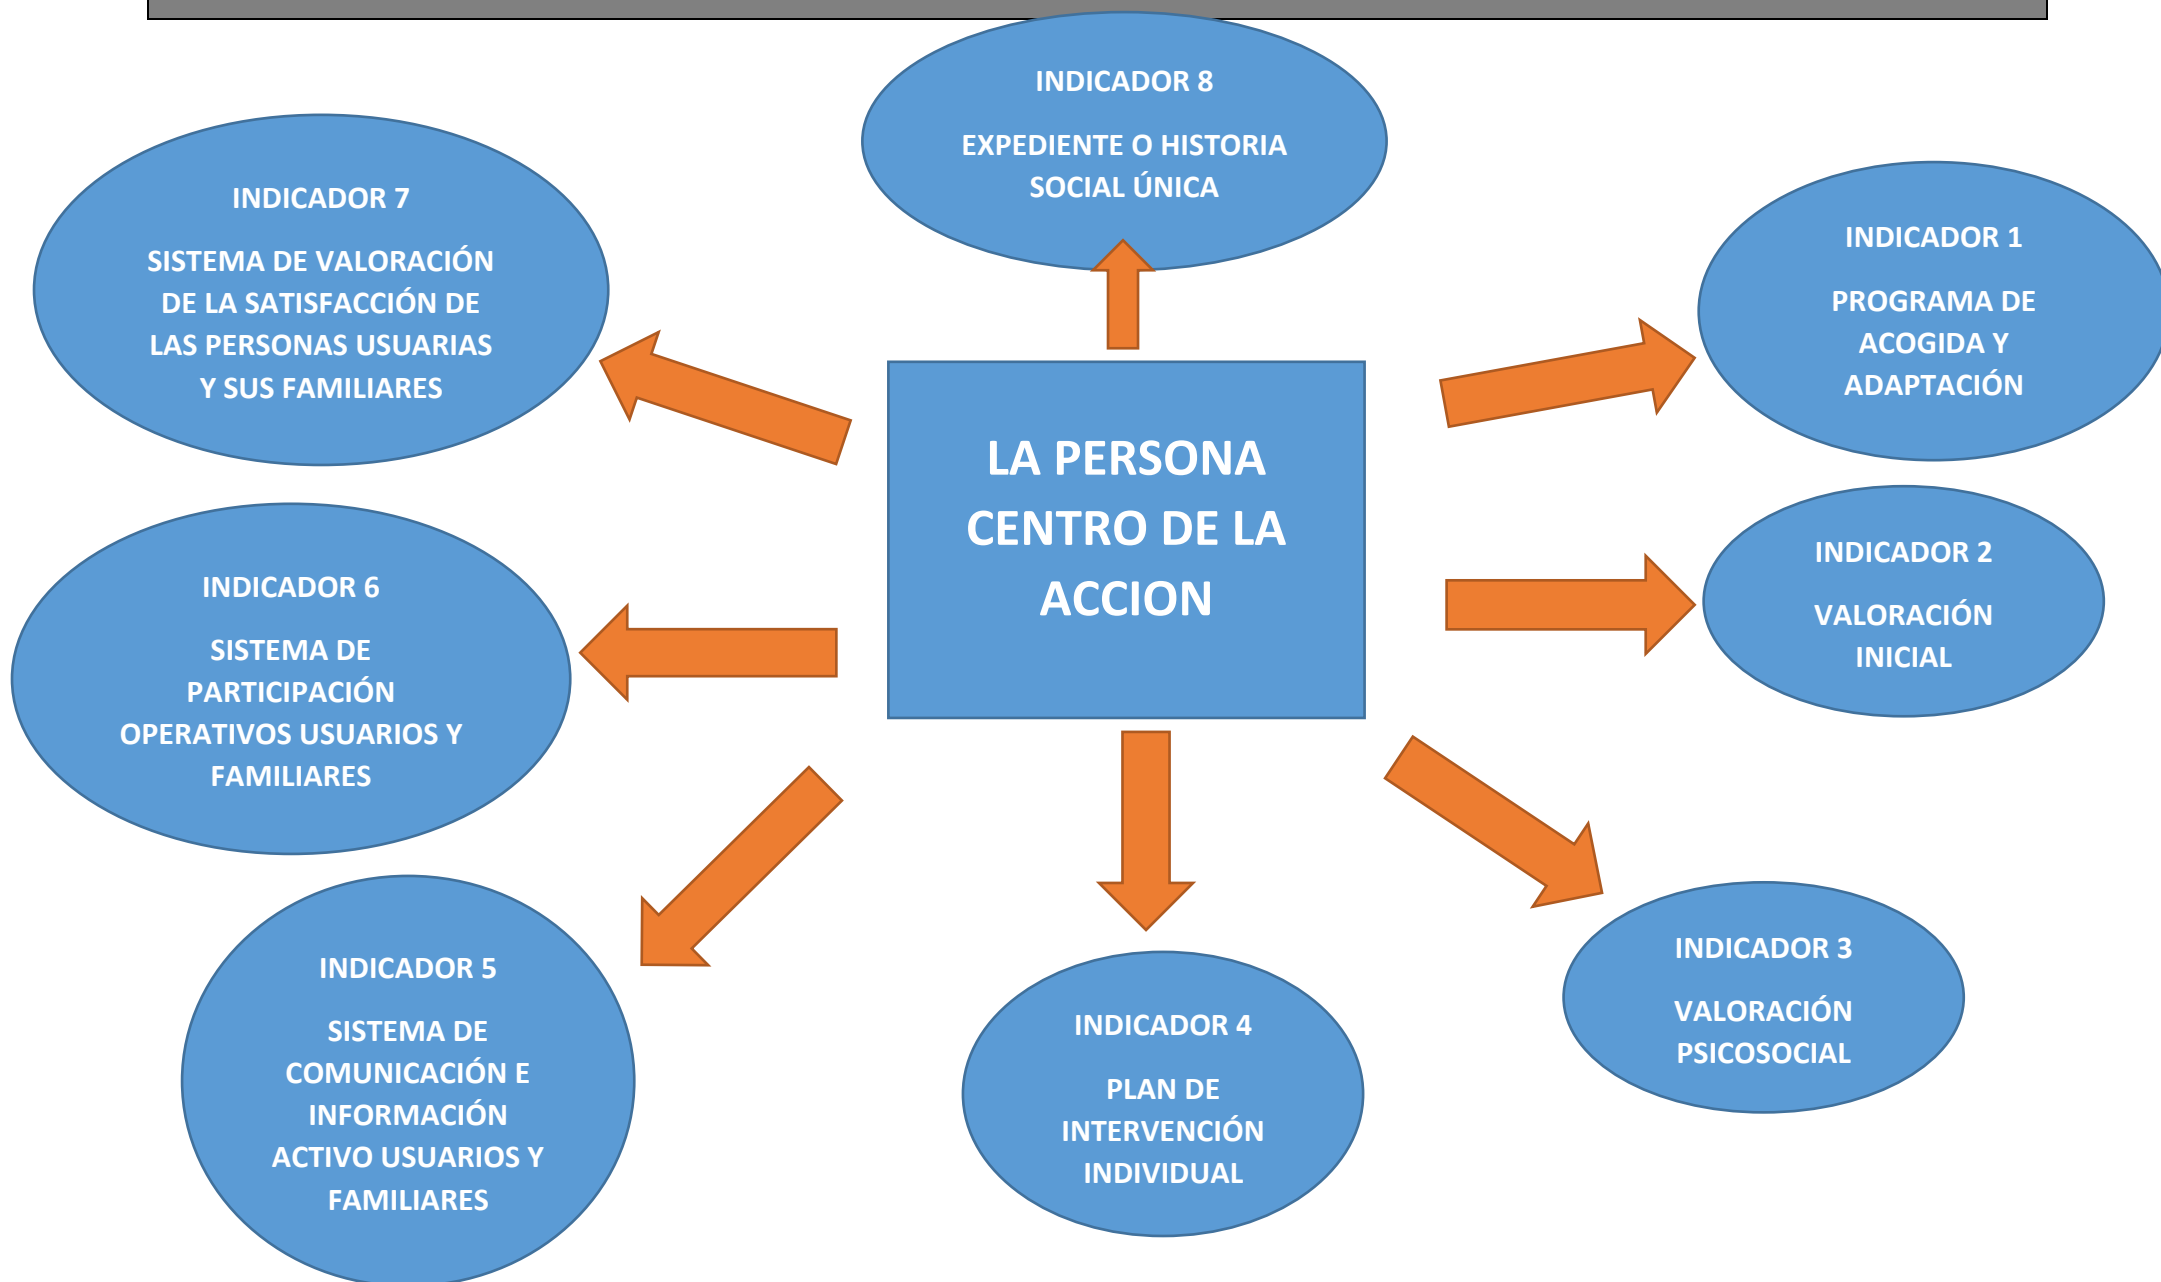 INDICADOR 8
EXPEDIENTE O HISTORIA
SOCIAL ÚNICA
INDICADOR 7
SISTEMA DE VALORACIÓN
DE LA SATISFACCIÓN DE
LAS PERSONAS USUARIAS
Y SUS FAMILIARES
INDICADOR 1
PROGRAMA DE
ACOGIDA Y
ADAPTACIÓN
LA PERSONA
CENTRO DE LA
ACCION
INDICADOR 2
VALORACIÓN
INICIAL
INDICADOR 6
SISTEMA DE
PARTICIPACIÓN
OPERATIVOS USUARIOS Y
FAMILIARES
INDICADOR 3
VALORACIÓN
PSICOSOCIAL
INDICADOR 5
SISTEMA DE
COMUNICACIÓN E
INFORMACIÓN
ACTIVO USUARIOS Y
FAMILIARES
INDICADOR 4
PLAN DE
INTERVENCIÓN
INDIVIDUAL